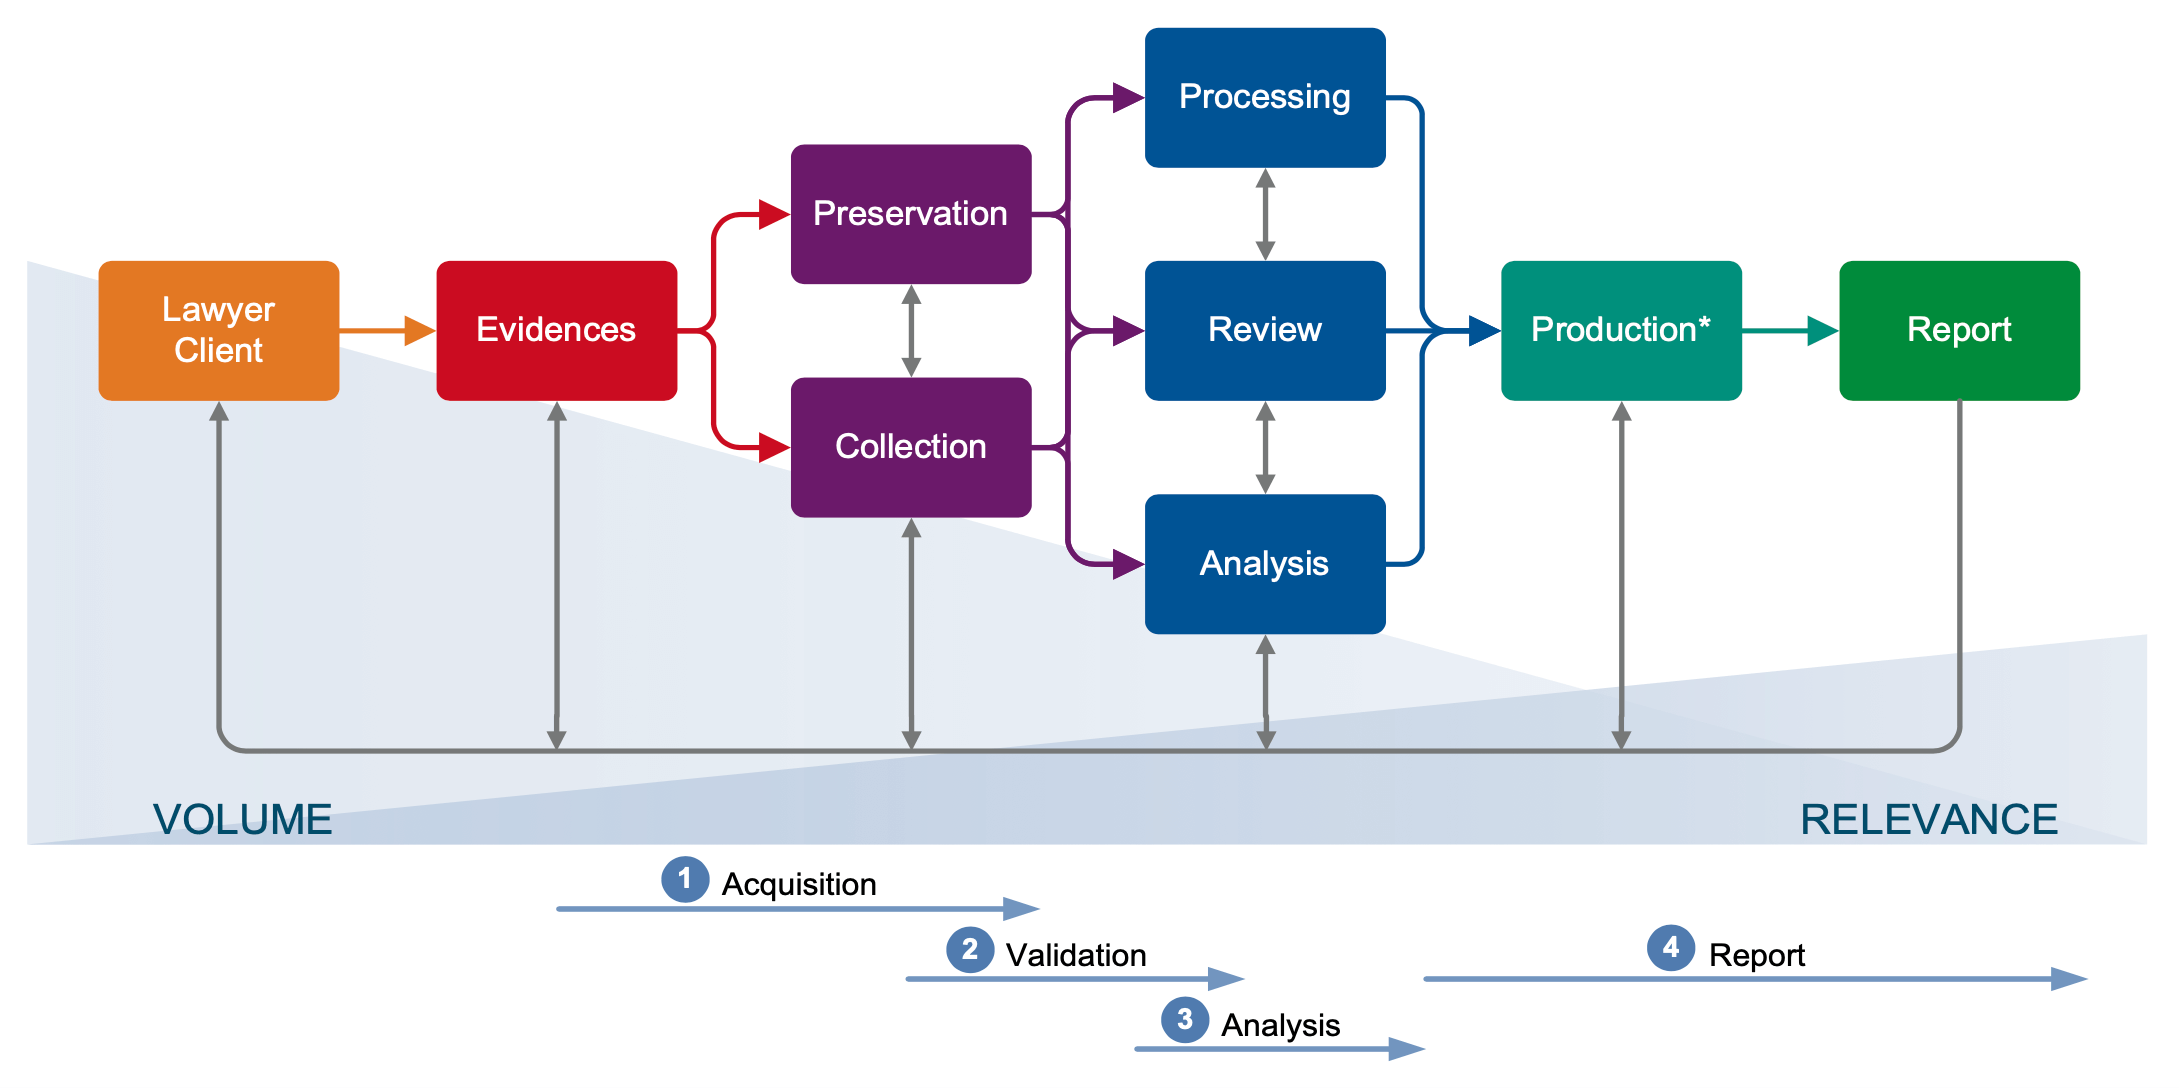 Processing
Preservation
Lawyer
Client
Evidences
Review
Production*
Report
Collection
Analysis
VOLUME
RELEVANCE
1 Acquisition
2 Validation
4 Report
3 Analysis